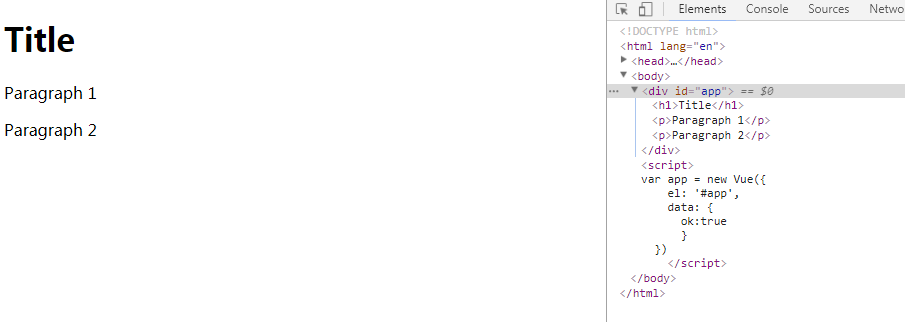 Title
Paragraph 1
Paragraph 2
Elements Console Sources Netwo
<!DOCTYPE html>
<html lang="en">
<head>…</head>
<body>
<div id="app"> == $0
<h1>Title</h1>
<p>Paragraph 1</p>
<p>Paragraph 2</p>
</div>
<script>
var app = new Vue({
el: '#app',
data: {
ok:true
}
})
</script>
</body>
</html>